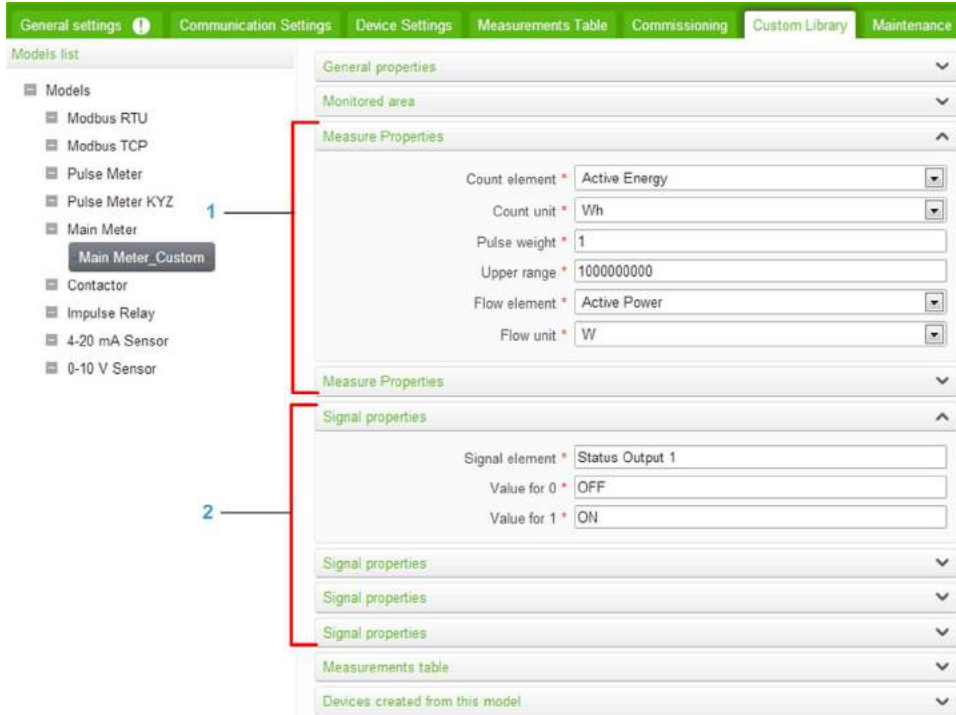 General settings ! Communication Settings Device Settings Measurements Table Commissioning Custom Library Maintenance
Models list
Models
Modbus RTU
Modbus TCP
Pulse Meter
Pulse Meter KYZ
Main Meter
Main Meter_Custom
Contactor
Impulse Relay
4-20 mA Sensor
0-10 V Sensor
1
2
General properties
Monitored area
Measure Properties
Count element * Active Energy
Count unit * Wh
Pulse weight * 1
Upper range * 1000000000
Flow element * Active Power
Flow unit * W
Measure Properties
Signal properties
Signal element * Status Output 1
Value for 0 * OFF
Value for 1 * ON
Signal properties
Signal properties
Signal properties
Measurements table
Devices created from this model